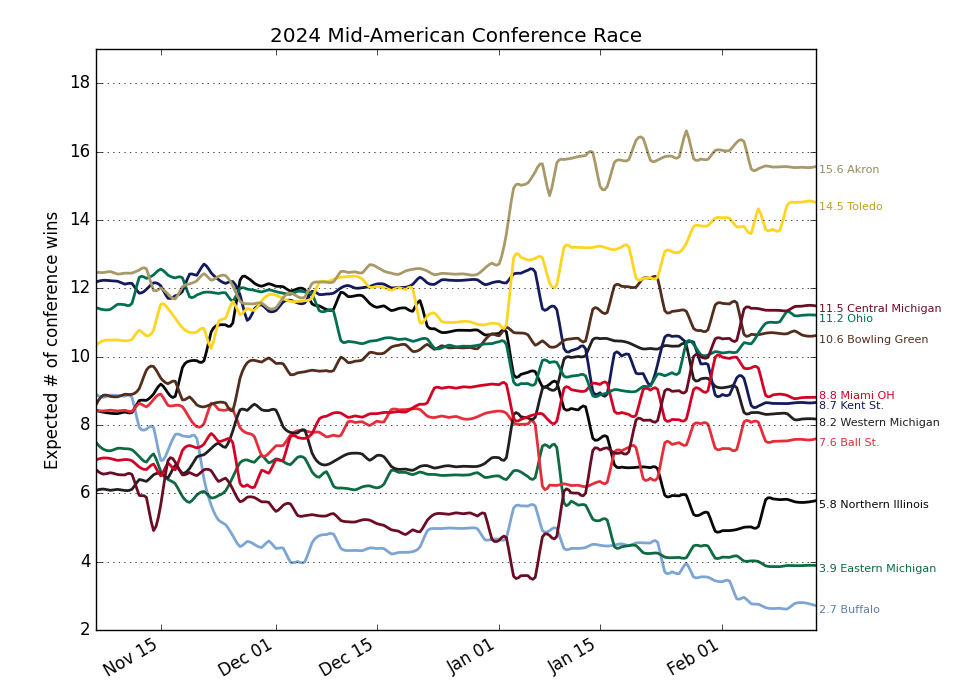 2024 Mid-American Conference Race
Expected # of conference wins
18
16
14
12
10
8
6
4
2
Nov 15
Dec 01
Dec 15
Jan 01
Jan 15
Feb 01
15.6 Akron
14.5 Toledo
11.5 Central Michigan
11.2 Ohio
10.6 Bowling Green
8.8 Miami OH
8.7 Kent St.
8.2 Western Michigan
7.6 Ball St.
5.8 Northern Illinois
3.9 Eastern Michigan
2.7 Buffalo